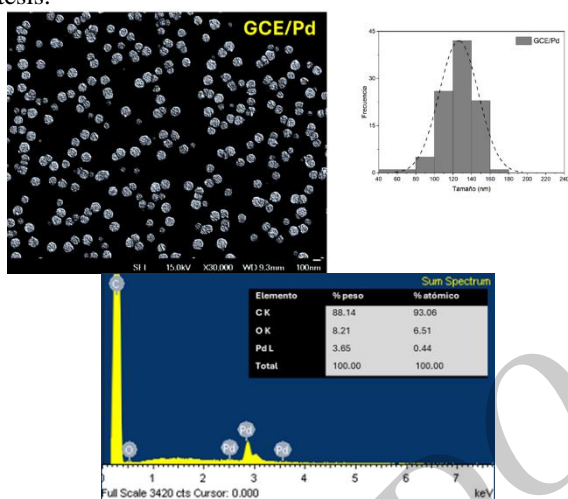 tesis.
GCE/Pd
SEI 15.0kV X30,000 WD 9.3mm 100nm
GCE/Pd
Frecuencia
45
30
15
40 60 80 100 120 140 160 180 200 220 240
Tamaño (nm)
Sum Spectrum
Elemento % peso % atómico
C K 88.14 93.06
O K 8.21 6.51
Pd L 3.65 0.44
Total 100.00 100.00
C
O
Pd
Pd
Pd
1 2 3 4 5 6 7
Full Scale 3420 cts Cursor: 0.000 keV